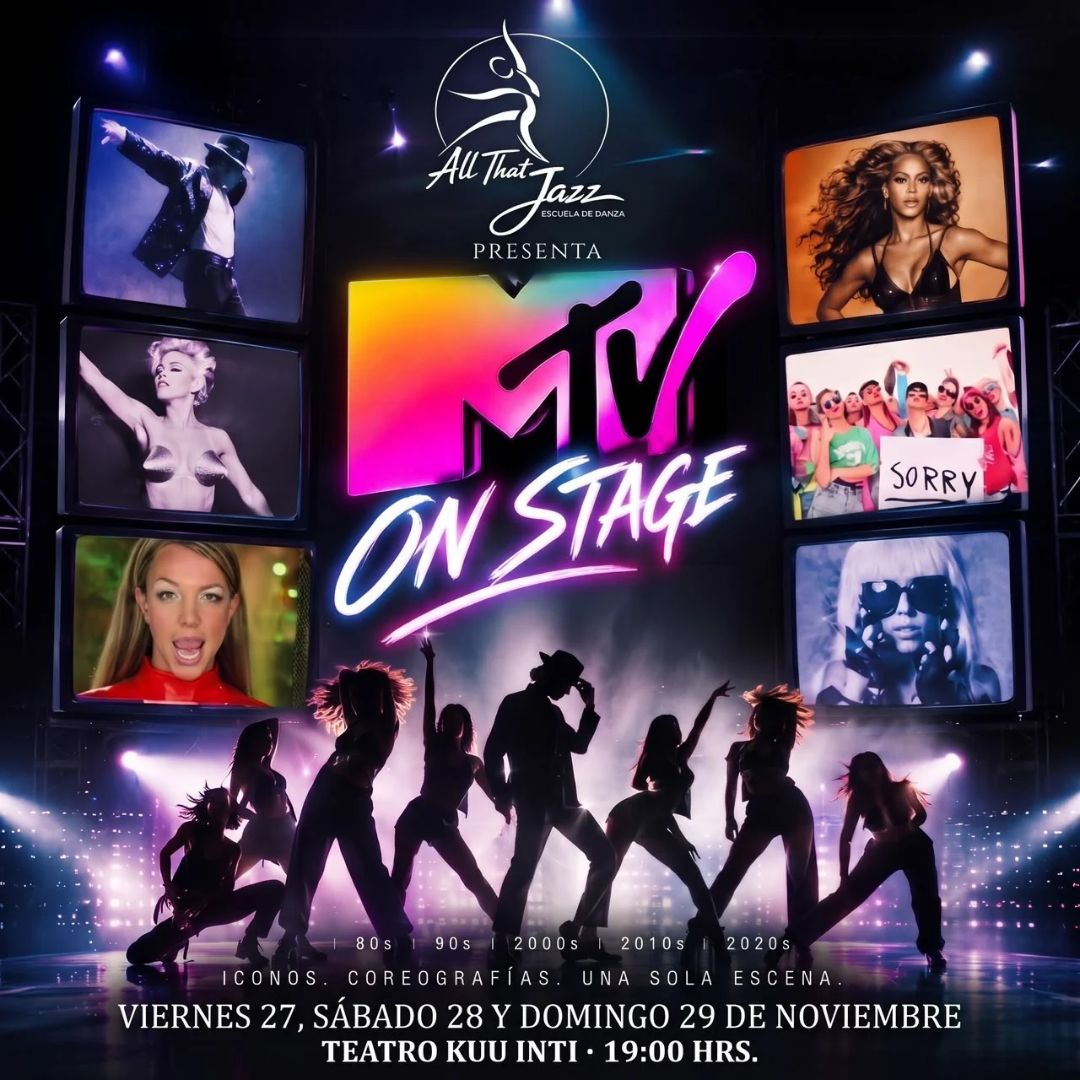 All That
Jazz
ESCUELA DE DANZA
PRESENTA
MTV
ON STAGE
SORRY
| 80s | 90s | 2000s | 2010s | 2020s
ICONOS. COREOGRAFÍAS. UNA SOLA ESCENA.
VIERNES 27, SÁBADO 28 Y DOMINGO 29 DE NOVIEMBRE
TEATRO KUU INTI · 19:00 HRS.